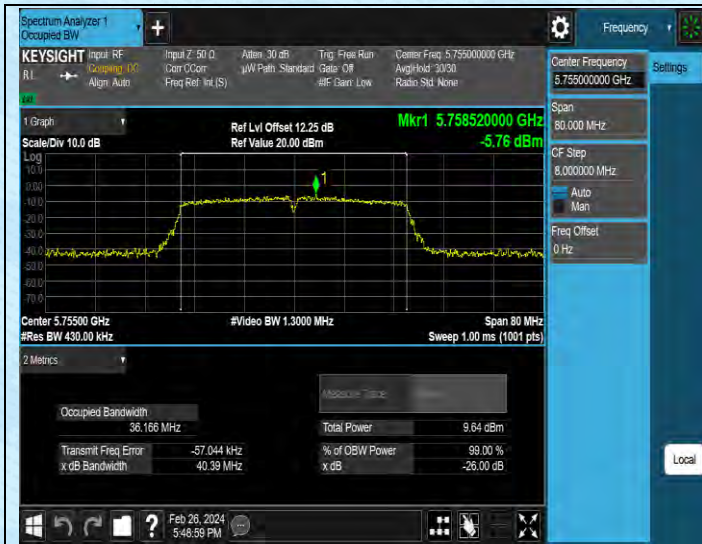 Spectrum Analyzer 1
Occupied BW
Frequency
KEYSIGHT Input: RF Input Z: 50 Ω Atten: 30 dB Trig: Free Run Center Freq: 5.755000000 GHz
R L Coupling: DC Corr CCorr µW Path: Standard Gate: Off Avg|Hold: 30/30
Align: Auto Freq Ref: Int (S) #IF Gain: Low Radio Std: None
Center Frequency
5.755000000 GHz
Settings
Span
80.000 MHz
CF Step
8.000000 MHz
Auto
Man
Freq Offset
0 Hz
1 Graph
Scale/Div 10.0 dB
Ref Lvl Offset 12.25 dB
Ref Value 20.00 dBm
Mkr1 5.758520000 GHz
-5.76 dBm
Log
10.0
0.00
-10.0
-20.0
-30.0
-40.0
-50.0
-60.0
-70.0
1
Center 5.75500 GHz #Video BW 1.3000 MHz Span 80 MHz
#Res BW 430.00 kHz Sweep 1.00 ms (1001 pts)
2 Metrics
Measure Trace
Occupied Bandwidth
36.166 MHz
Total Power 9.64 dBm
Transmit Freq Error -57.044 kHz % of OBW Power 99.00 %
x dB Bandwidth 40.39 MHz x dB -26.00 dB
Local
Feb 26, 2024
5:48:59 PM